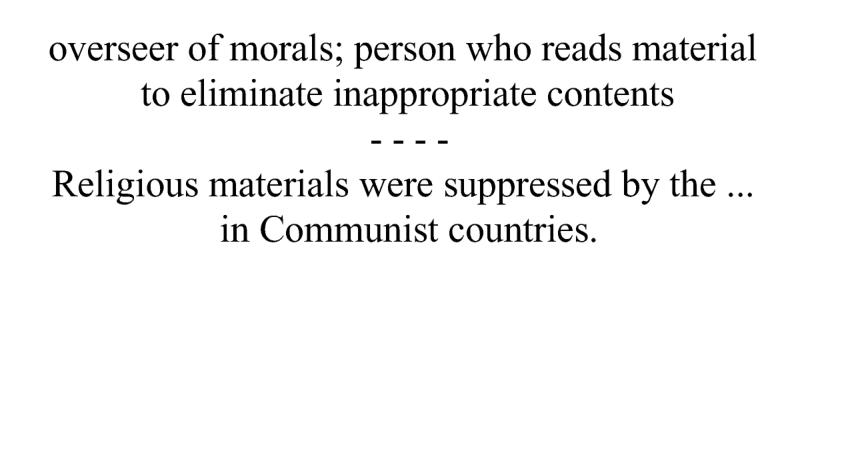 overseer of morals; person who reads material
to eliminate inappropriate contents
- - - -
Religious materials were suppressed by the ...
in Communist countries.